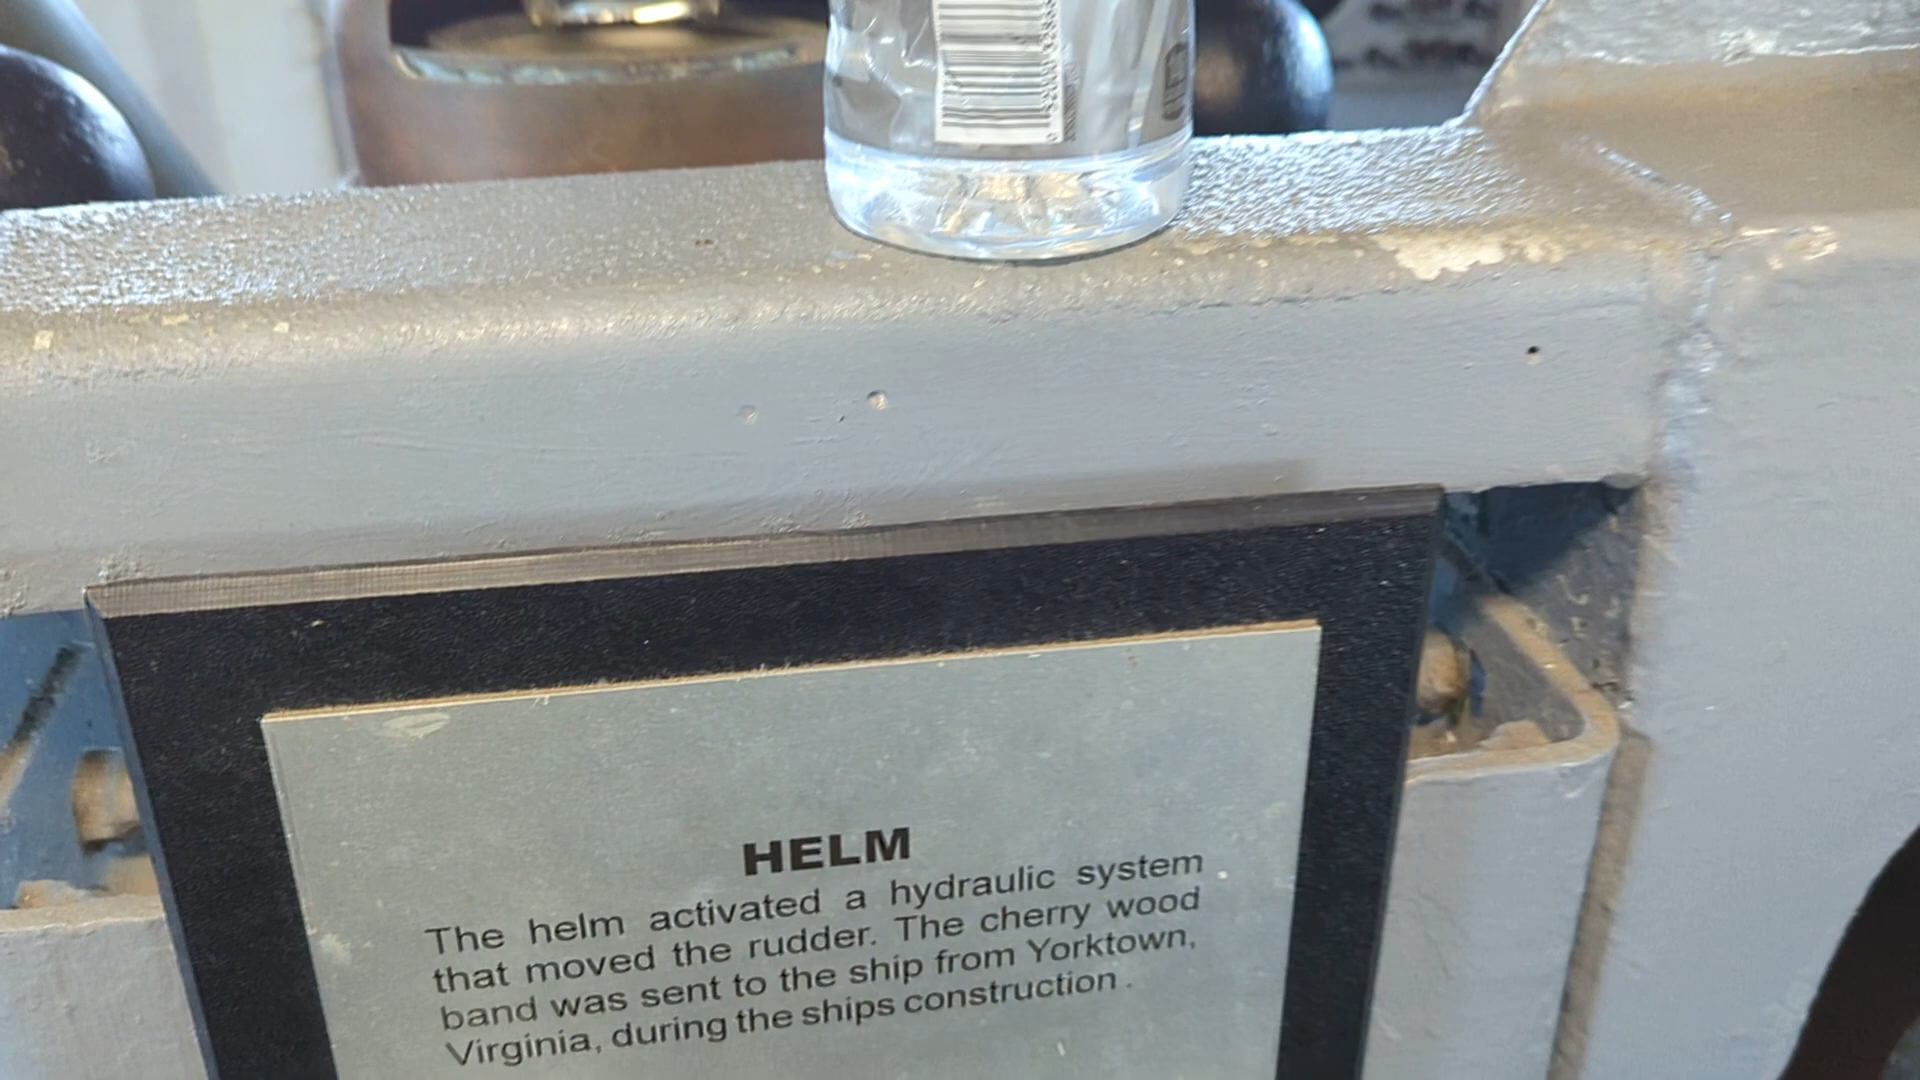 HELM
The helm activated a hydraulic system
that moved the rudder. The cherry wood
band was sent to the ship from Yorktown,
Virginia, during the ships construction.